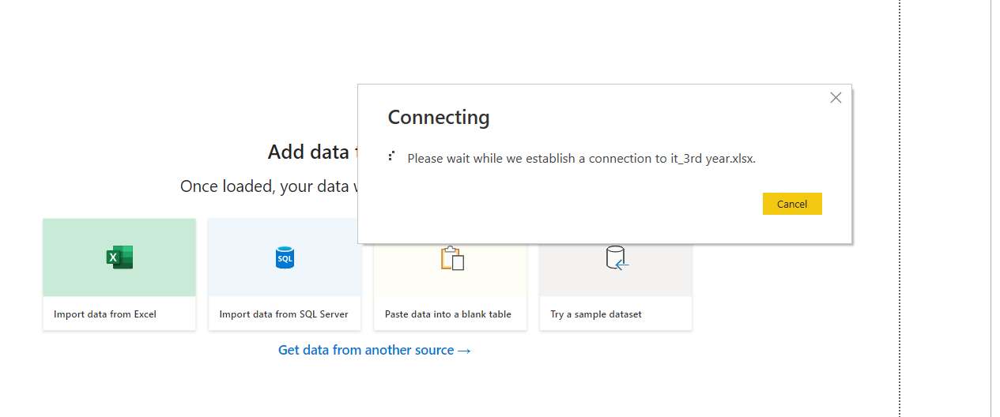 Connecting
Please wait while we establish a connection to it_3rd year.xlsx.
Cancel
Add data
Once loaded, your data
X
SQL
Import data from Excel
Import data from SQL Server
Paste data into a blank table
Try a sample dataset
Get data from another source →